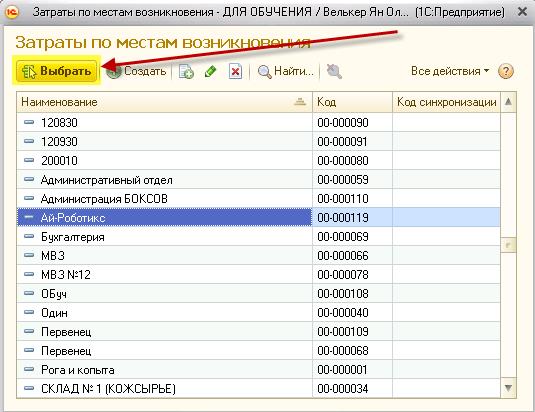 1С Затраты по местам возникновения - ДЛЯ ОБУЧЕНИЯ / Велькер Ян Ол... (1С:Предприятие)
Затраты по местам возникновения
Выбрать Создать Найти... Все действия ?
Наименование Код Код синхронизации
120830 00-000090
120930 00-000091
200010 00-000080
Административный отдел 00-000059
Администрация БОКСОВ 00-000110
Ай-Роботикс 00-000119
Бухгалтерия 00-000069
МВЗ 00-000066
МВЗ №12 00-000078
ОБуч 00-000108
Один 00-000040
Первенец 00-000109
Первенец 00-000068
Рога и копыта 00-000001
СКЛАД № 1 (КОЖСЫРЬЕ) 00-000034